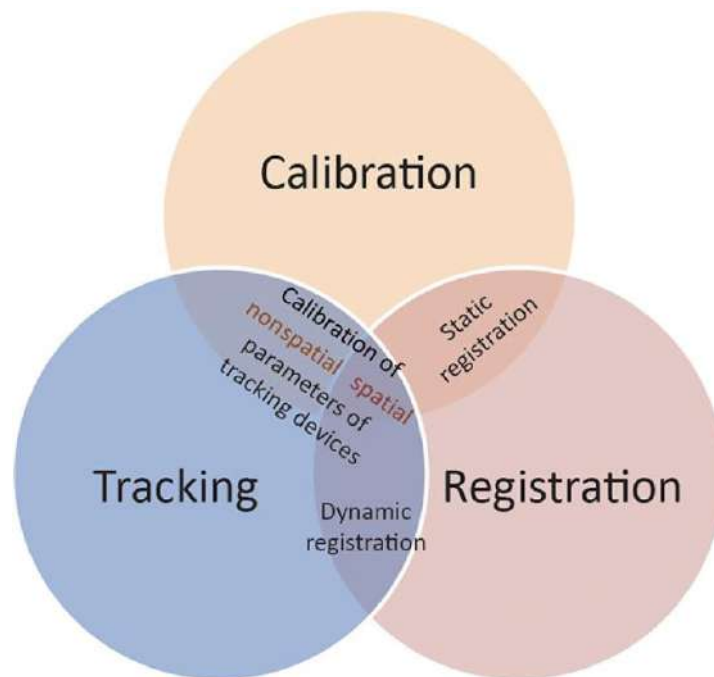 Calibration
Calibration of
nonspatial spatial
parameters of
tracking devices
Static
registration
Tracking
Registration
Dynamic
registration